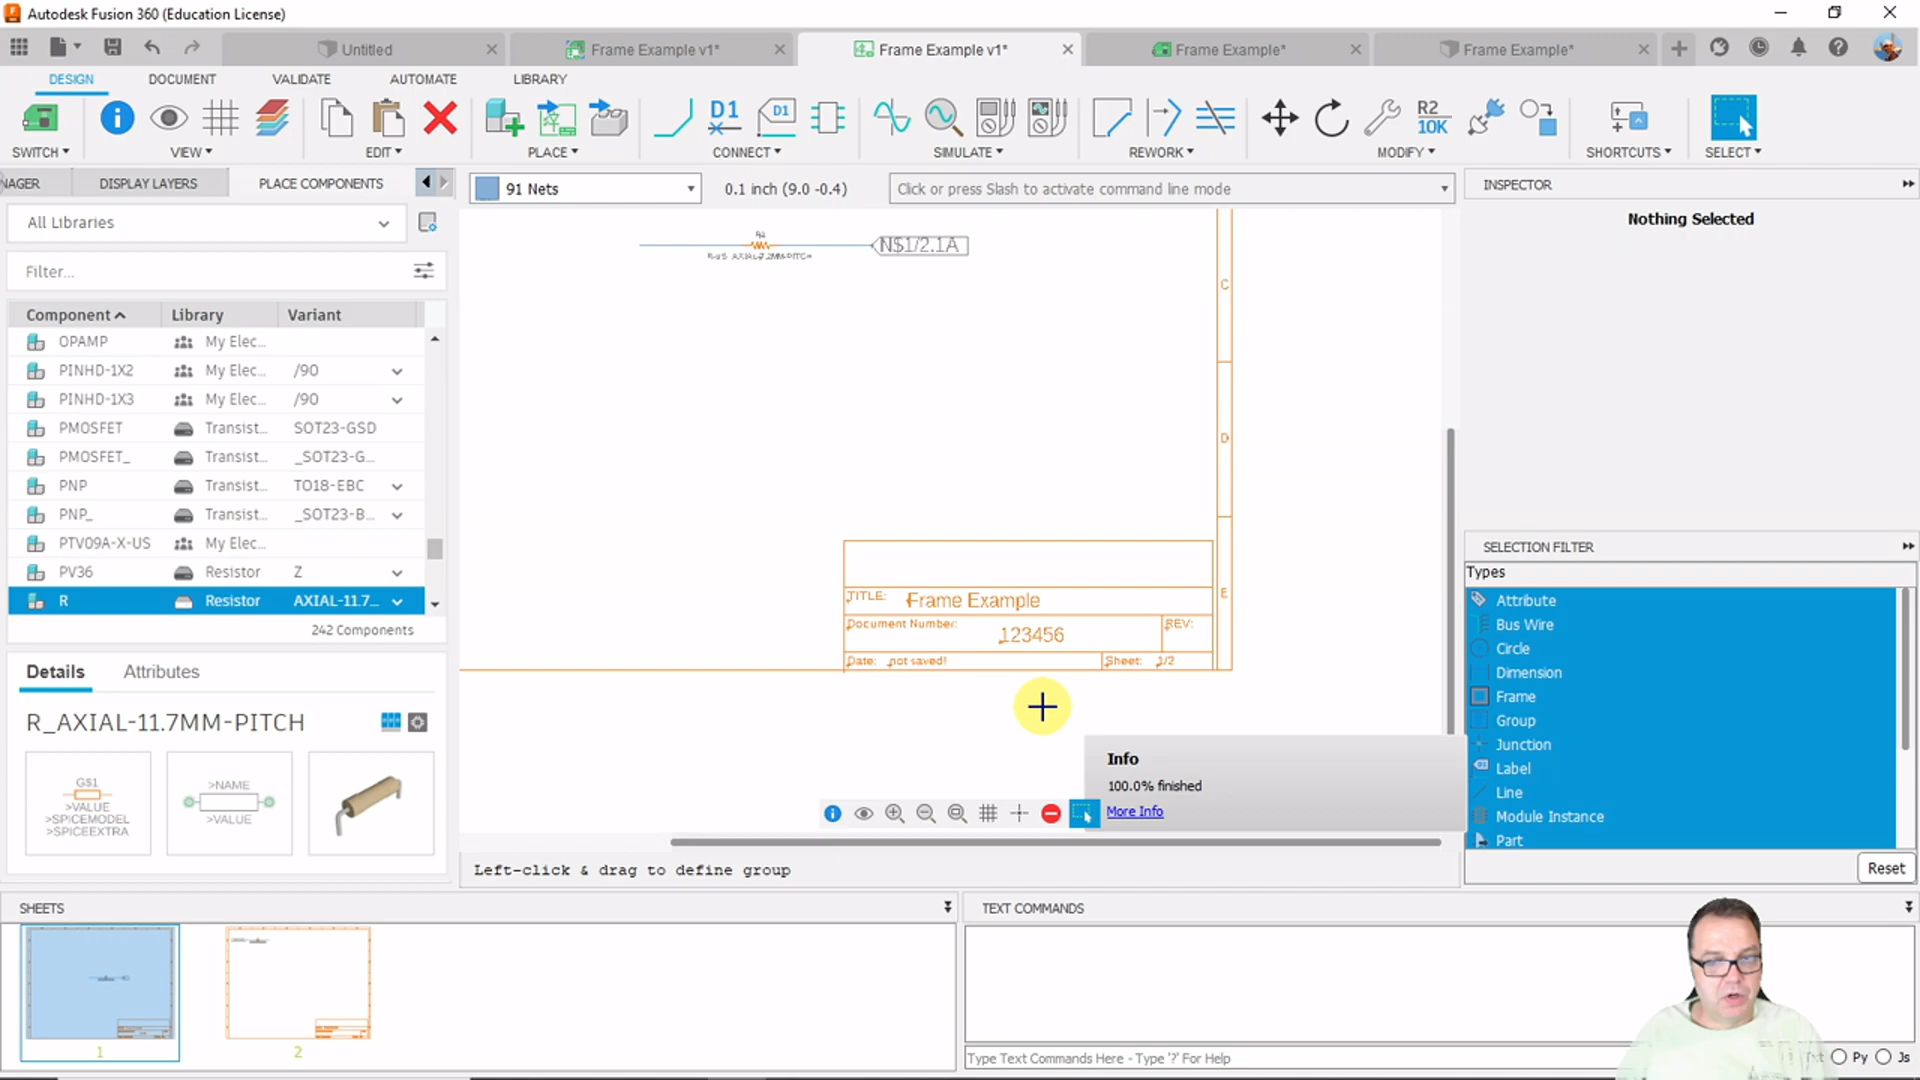 Autodesk Fusion 360 (Education License)
Untitled
Frame Example v1*
Frame Example v1*
Frame Example*
Frame Example*
DESIGN
DOCUMENT
VALIDATE
AUTOMATE
LIBRARY
D1
D1
R2
10K
SWITCH
VIEW
EDIT
PLACE
CONNECT
SIMULATE
REWORK
MODIFY
SHORTCUTS
SELECT
NAGER
DISPLAY LAYERS
PLACE COMPONENTS
91 Nets
0.1 inch (9.0 -0.4)
Click or press Slash to activate command line mode
INSPECTOR
Nothing Selected
All Libraries
Filter...
Component
Library
Variant
OPAMP My Elec...
PINHD-1X2 My Elec... /90
PINHD-1X3 My Elec... /90
PMOSFET Transist... SOT23-GSD
PMOSFET_ Transist... _SOT23-G...
PNP Transist... TO18-EBC
PNP_ Transist... _SOT23-B...
PTV09A-X-US My Elec...
PV36 Resistor Z
R Resistor AXIAL-11.7...
242 Components
Details
Attributes
R_AXIAL-11.7MM-PITCH
G$1
>VALUE
>SPICEMODEL
>SPICEEXTRA
>NAME
>VALUE
N$1/2.1A
C
D
E
TITLE: Frame Example
Document Number:
123456
REV:
Date: not saved!
Sheet: 1/2
Info
100.0% finished
More Info
Left-click & drag to define group
SELECTION FILTER
Types
Attribute
Bus Wire
Circle
Dimension
Frame
Group
Junction
Label
Line
Module Instance
Part
Reset
SHEETS
1
2
TEXT COMMANDS
Type Text Commands Here - Type '?' For Help
Py
Js